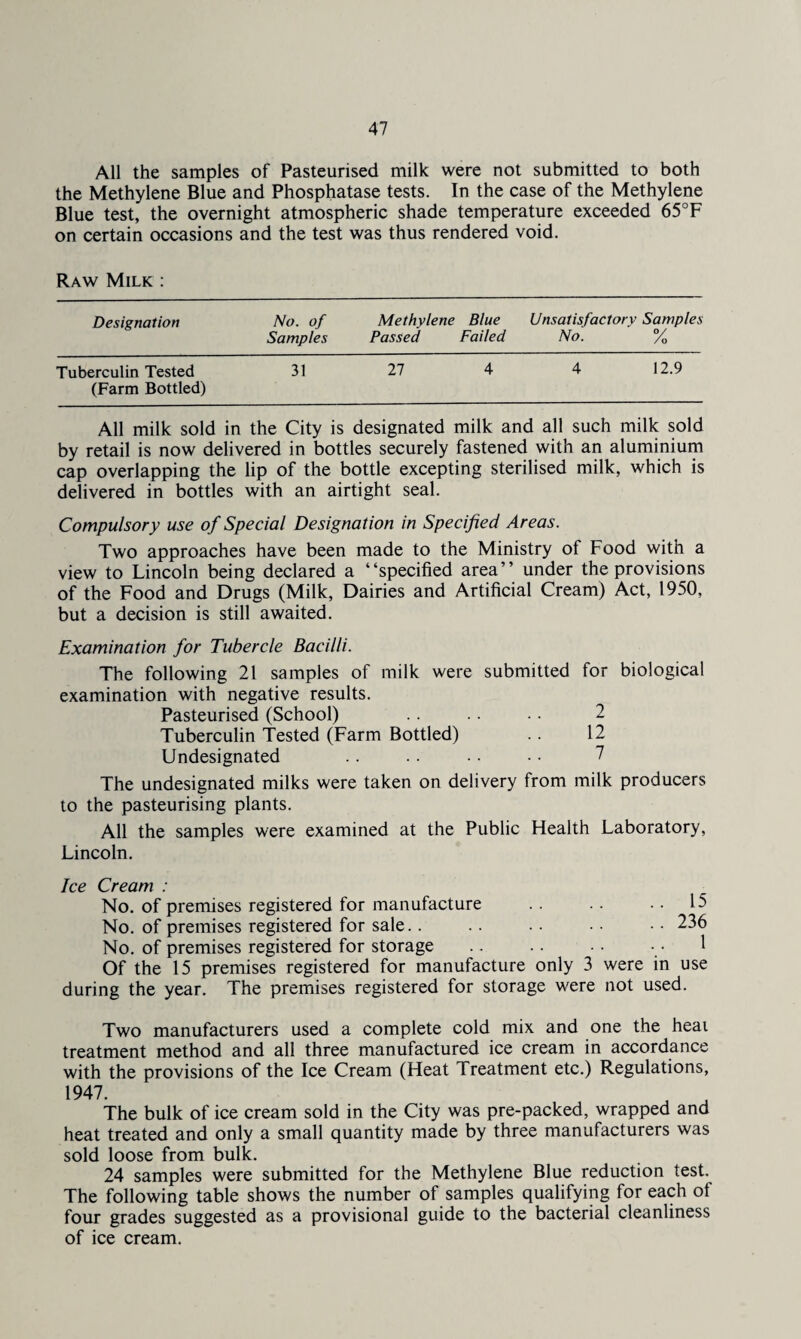 47
All the samples of Pasteurised milk were not submitted to both
the Methylene Blue and Phosphatase tests. In the case of the Methylene
Blue test, the overnight atmospheric shade temperature exceeded 65°F
on certain occasions and the test was thus rendered void.
Raw Milk :
Designation No. of Methylene Blue Unsatisfactory Samples
Samples Passed Failed No. %
Tuberculin Tested 31 27 4 4 12.9
(Farm Bottled)
All milk sold in the City is designated milk and all such milk sold
by retail is now delivered in bottles securely fastened with an aluminium
cap overlapping the lip of the bottle excepting sterilised milk, which is
delivered in bottles with an airtight seal.
Compulsory use of Special Designation in Specified Areas.
Two approaches have been made to the Ministry of Food with a
view to Lincoln being declared a “specified area” under the provisions
of the Food and Drugs (Milk, Dairies and Artificial Cream) Act, 1950,
but a decision is still awaited.
Examination for Tubercle Bacilli.
The following 21 samples of milk were submitted for biological
examination with negative results.
Pasteurised (School) .. .. .. 2
Tuberculin Tested (Farm Bottled) .. 12
Undesignated .. .. .. .. 7
The undesignated milks were taken on delivery from milk producers
to the pasteurising plants.
All the samples were examined at the Public Health Laboratory,
Lincoln.
Ice Cream :
No. of premises registered for manufacture .. .. .. 15
No. of premises registered for sale.. .. .. .. .. 236
No. of premises registered for storage .. .. .. .. 1
Of the 15 premises registered for manufacture only 3 were in use
during the year. The premises registered for storage were not used.
Two manufacturers used a complete cold mix and one the heat
treatment method and all three manufactured ice cream in accordance
with the provisions of the Ice Cream (Heat Treatment etc.) Regulations,
1947.
The bulk of ice cream sold in the City was pre-packed, wrapped and
heat treated and only a small quantity made by three manufacturers was
sold loose from bulk.
24 samples were submitted for the Methylene Blue reduction test.
The following table shows the number of samples qualifying for each of
four grades suggested as a provisional guide to the bacterial cleanliness
of ice cream.